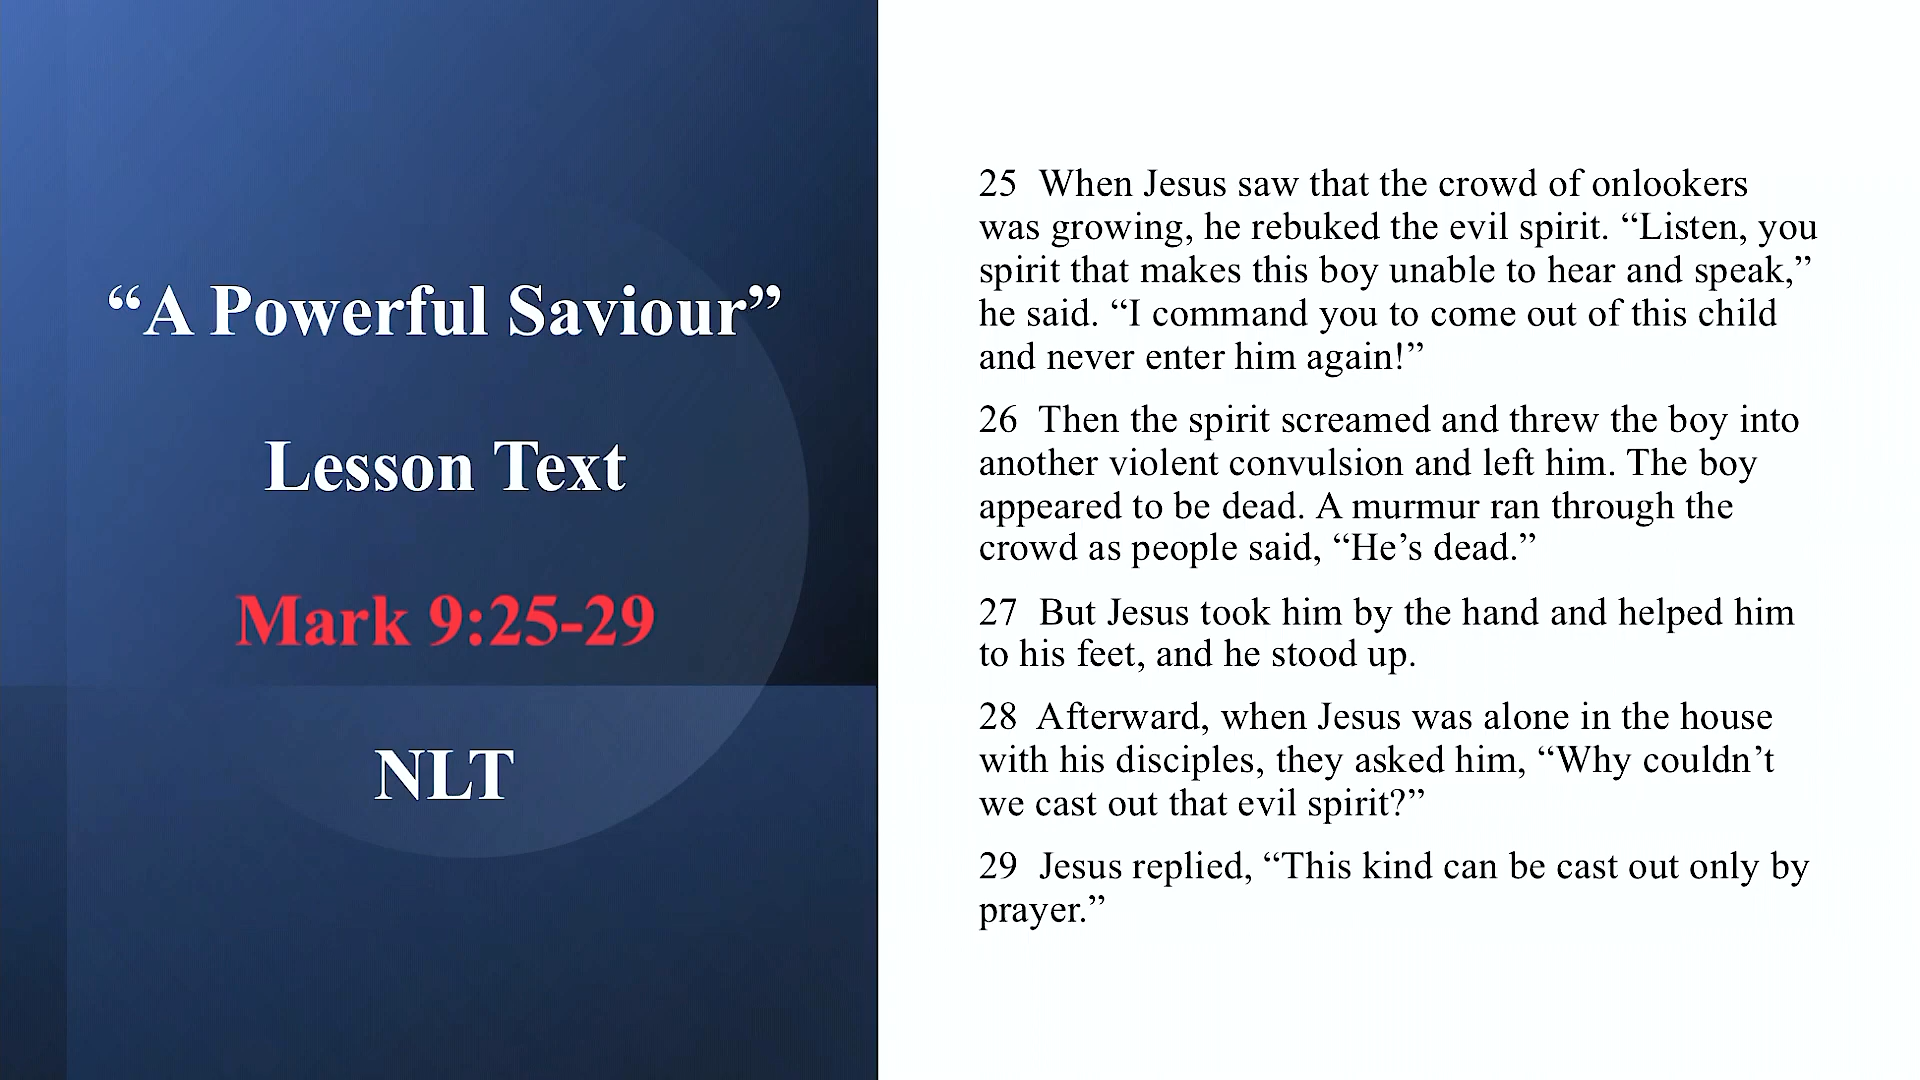 “A Powerful Saviour”
Lesson Text
Mark 9:25-29
NLT
25 When Jesus saw that the crowd of onlookers
was growing, he rebuked the evil spirit. “Listen, you
spirit that makes this boy unable to hear and speak,”
he said. “I command you to come out of this child
and never enter him again!”
26 Then the spirit screamed and threw the boy into
another violent convulsion and left him. The boy
appeared to be dead. A murmur ran through the
crowd as people said, “He’s dead.”
27 But Jesus took him by the hand and helped him
to his feet, and he stood up.
28 Afterward, when Jesus was alone in the house
with his disciples, they asked him, “Why couldn’t
we cast out that evil spirit?”
29 Jesus replied, “This kind can be cast out only by
prayer.”